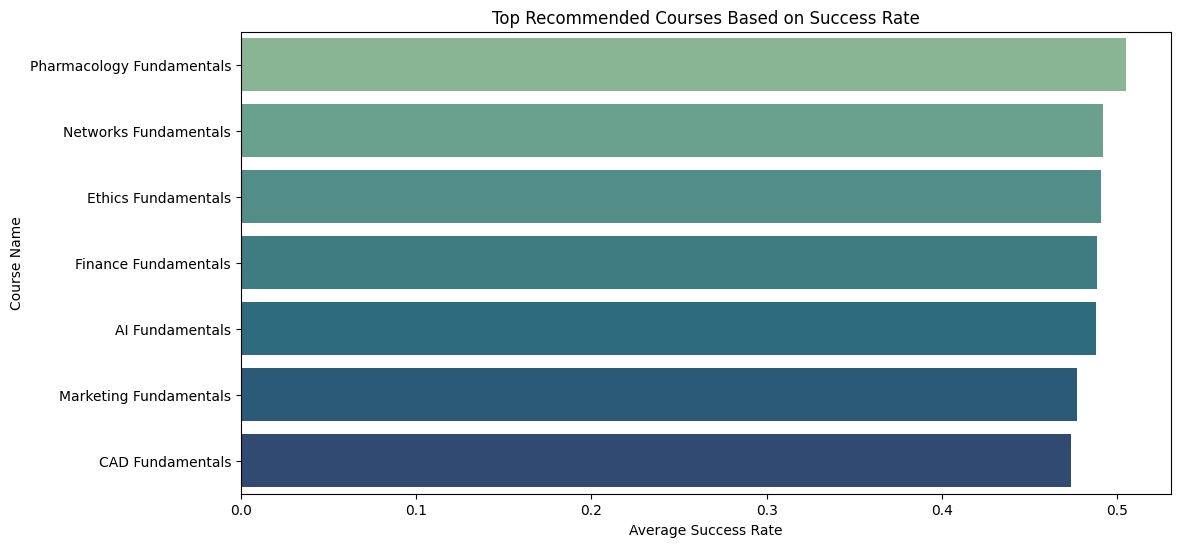 Top Recommended Courses Based on Success Rate
Course Name
Pharmacology Fundamentals
Networks Fundamentals
Ethics Fundamentals
Finance Fundamentals
AI Fundamentals
Marketing Fundamentals
CAD Fundamentals
0.0 0.1 0.2 0.3 0.4 0.5
Average Success Rate